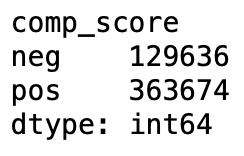 comp_score
neg    129636
pos    363674
dtype: int64